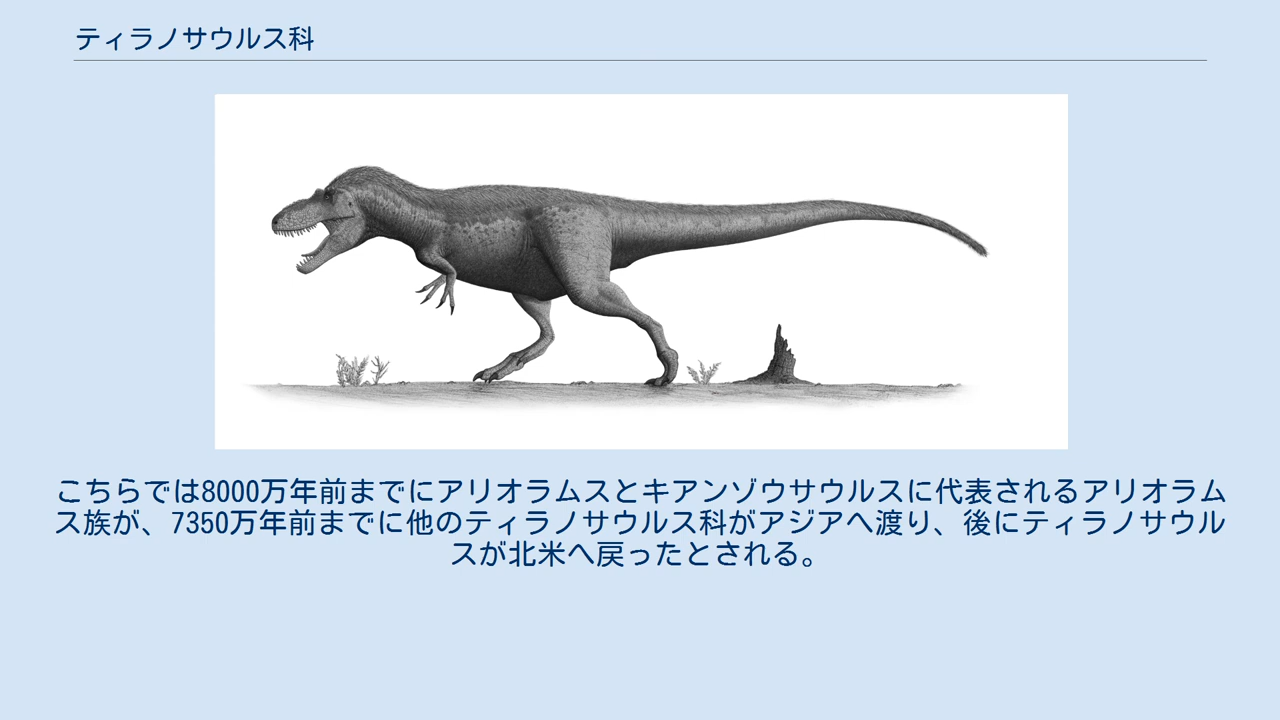 ティラノサウルス科
こちらでは8000万年前までにアリオラムスとキアンゾウサウルスに代表されるアリオラム
ス族が、7350万年前までに他のティラノサウルス科がアジアへ渡り、後にティラノサウル
スが北米へ戻ったとされる。